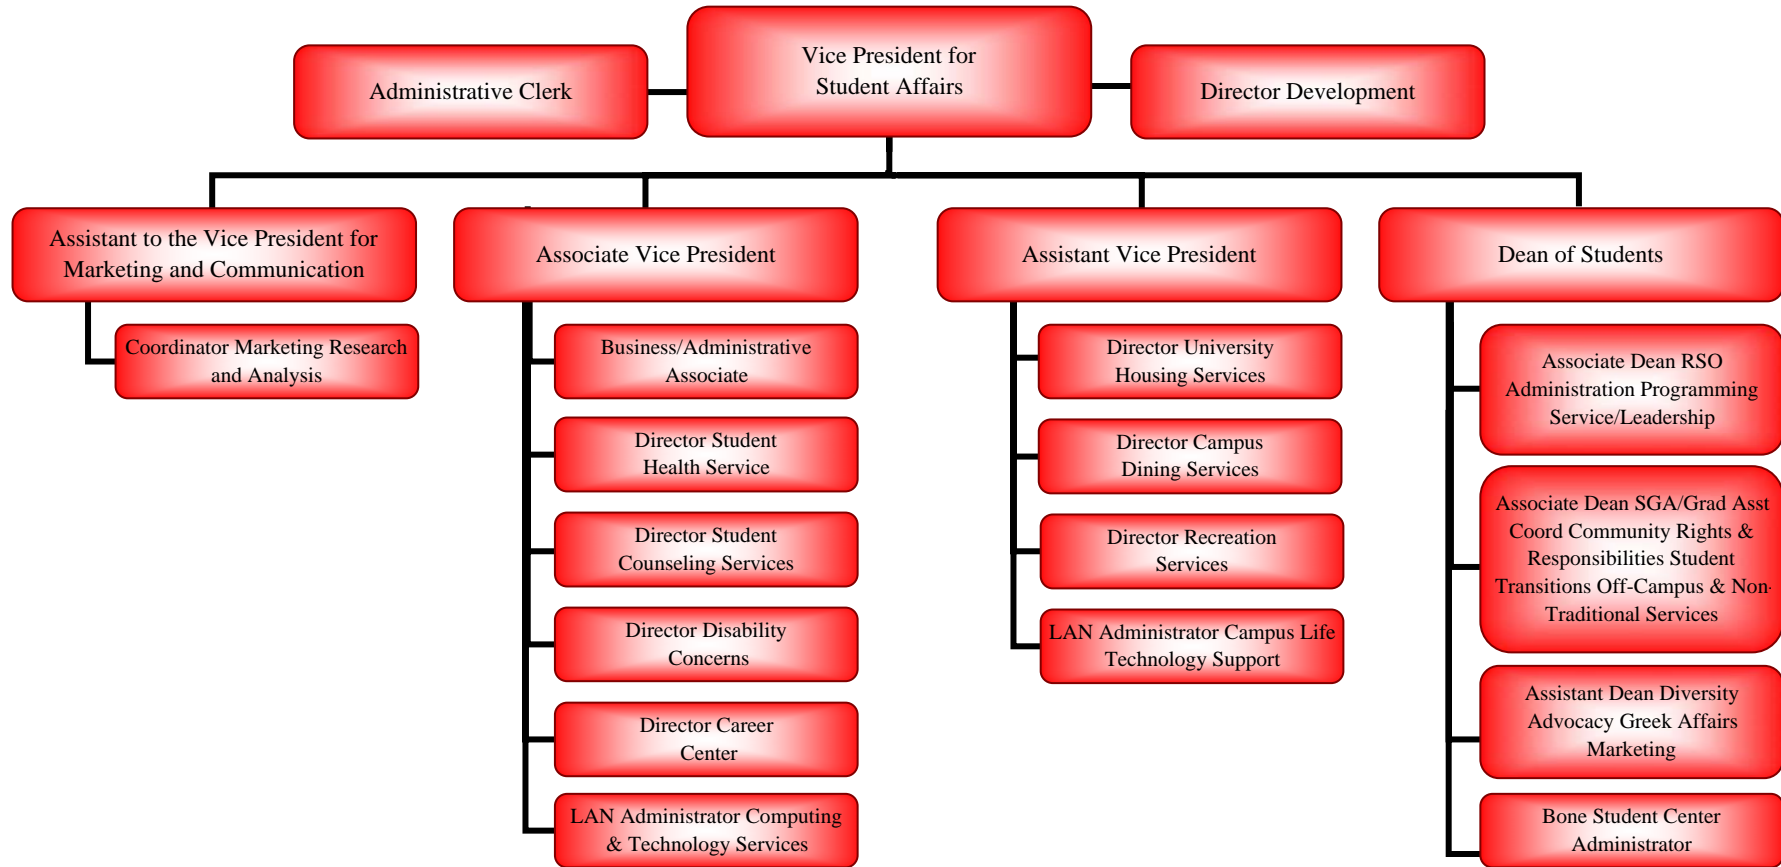 Vice President for
Student Affairs
Administrative Clerk
Director Development
Assistant to the Vice President for
Marketing and Communication
Coordinator Marketing Research
and Analysis
Associate Vice President
Business/Administrative
Associate
Director Student
Health Service
Director Student
Counseling Services
Director Disability
Concerns
Director Career
Center
LAN Administrator Computing
& Technology Services
Assistant Vice President
Director University
Housing Services
Director Campus
Dining Services
Director Recreation
Services
LAN Administrator Campus Life
Technology Support
Dean of Students
Associate Dean RSO
Administration Programming
Service/Leadership
Associate Dean SGA/Grad Asst
Coord Community Rights &
Responsibilities Student
Transitions Off-Campus & Non-
Traditional Services
Assistant Dean Diversity
Advocacy Greek Affairs
Marketing
Bone Student Center
Administrator